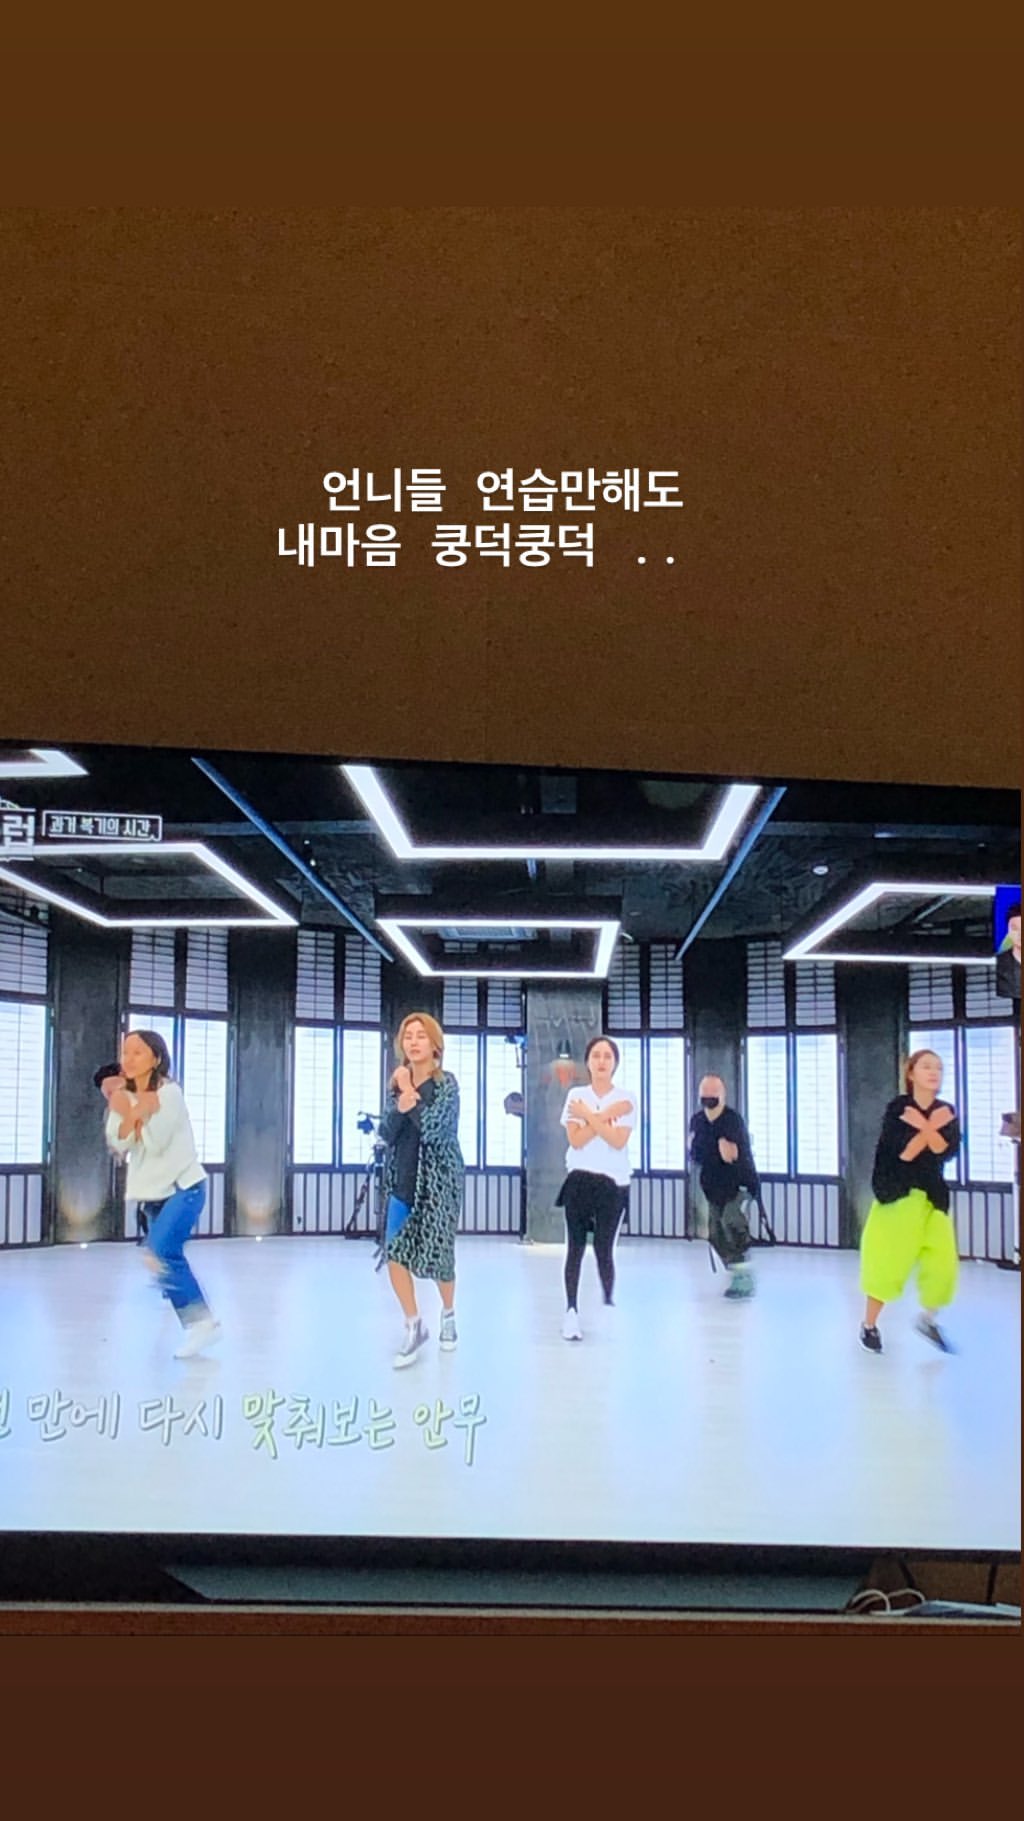 언니들 연습만해도
내마음 쿵덕쿵덕 ..
럽 과거 복기의 시간
만에 다시 맞춰보는 안무